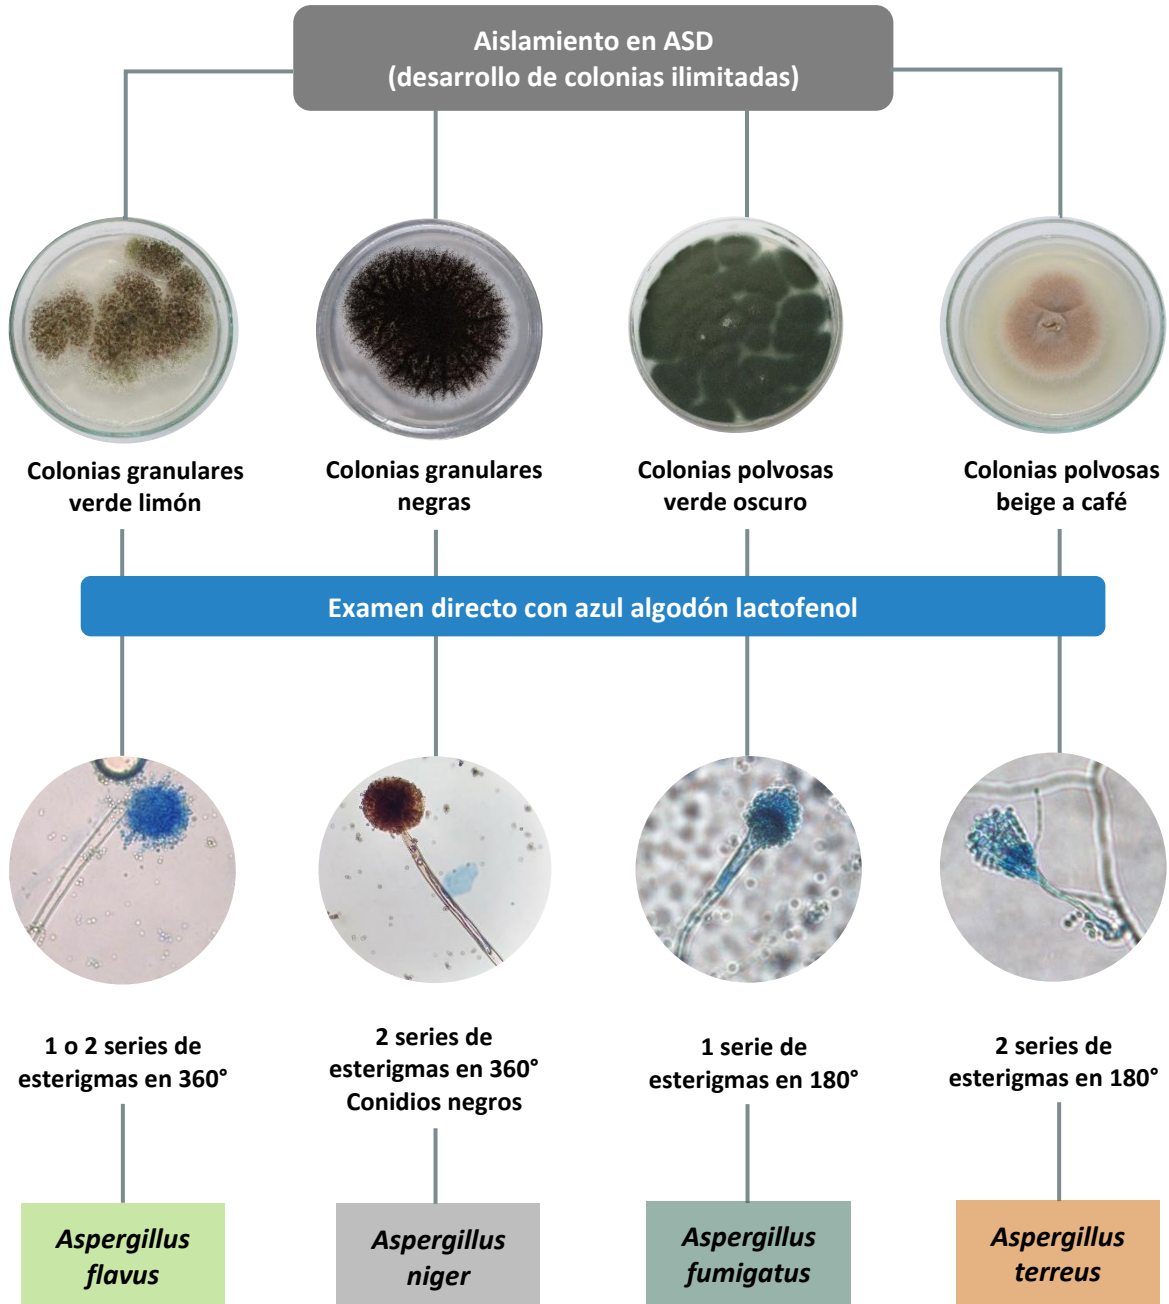 Aislamiento en ASD
(desarrollo de colonias ilimitadas)
Colonias granulares
verde limón
Colonias granulares
negras
Colonias polvosas
verde oscuro
Colonias polvosas
beige a café
Examen directo con azul algodón lactofenol
1 o 2 series de
esterigmas en 360°
2 series de
esterigmas en 360°
Conidios negros
1 serie de
esterigmas en 180°
2 series de
esterigmas en 180°
Aspergillus
flavus
Aspergillus
niger
Aspergillus
fumigatus
Aspergillus
terreus